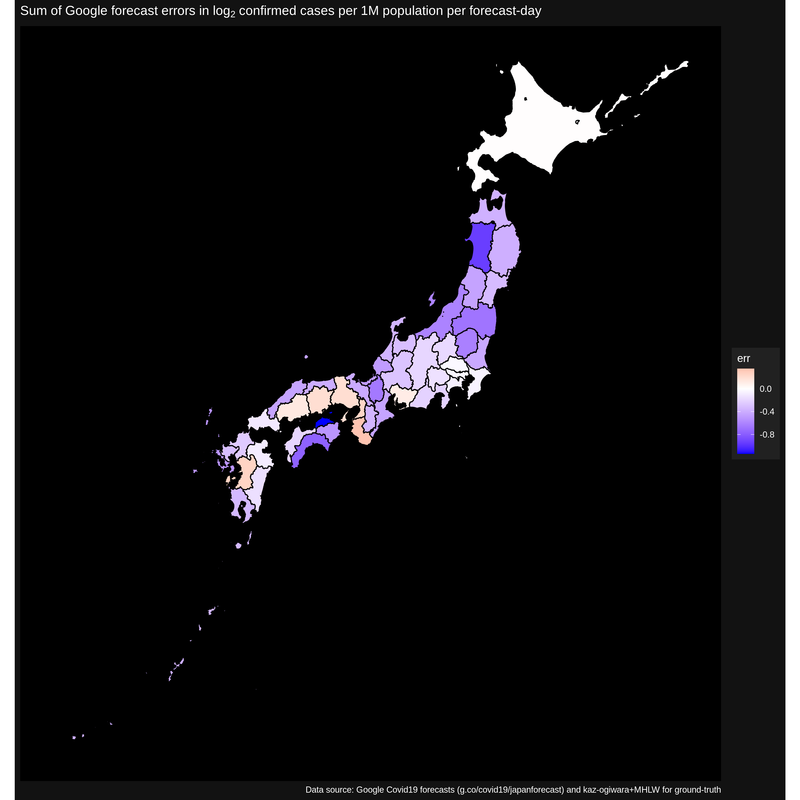 Sum of Google forecast errors in log₂ confirmed cases per 1M population per forecast-day
err
0.0
-0.4
-0.8
Data source: Google Covid19 forecasts (g.co/covid19/japanforecast) and kaz-ogiwara+MHLW for ground-truth